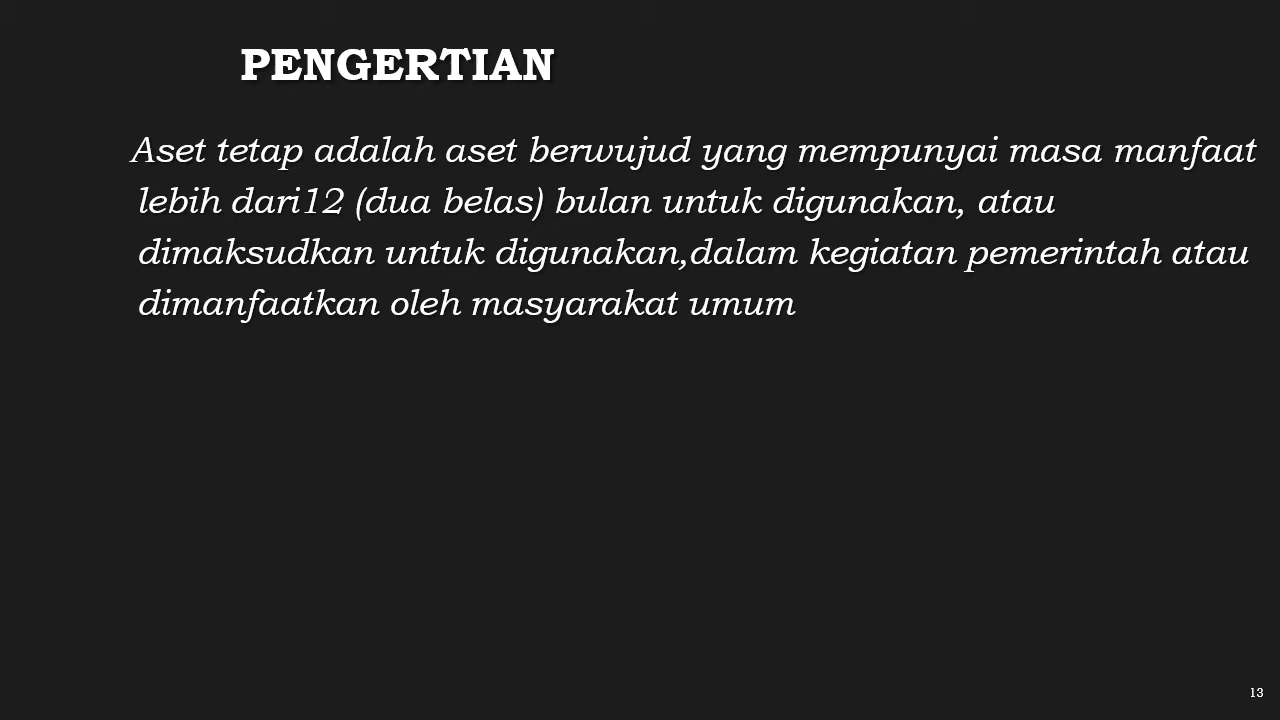 PENGERTIAN
Aset tetap adalah aset berwujud yang mempunyai masa manfaat
lebih dari12 (dua belas) bulan untuk digunakan, atau
dimaksudkan untuk digunakan,dalam kegiatan pemerintah atau
dimanfaatkan oleh masyarakat umum
13